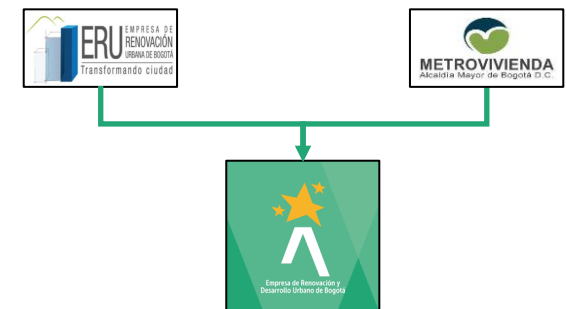 ERU EMPRESA DE
RENOVACIÓN
URBANA DE BOGOTÁ
Transformando ciudad
METROVIVIENDA
Alcaldía Mayor de Bogotá D.C.
Empresa de Renovación y
Desarrollo Urbano de Bogotá